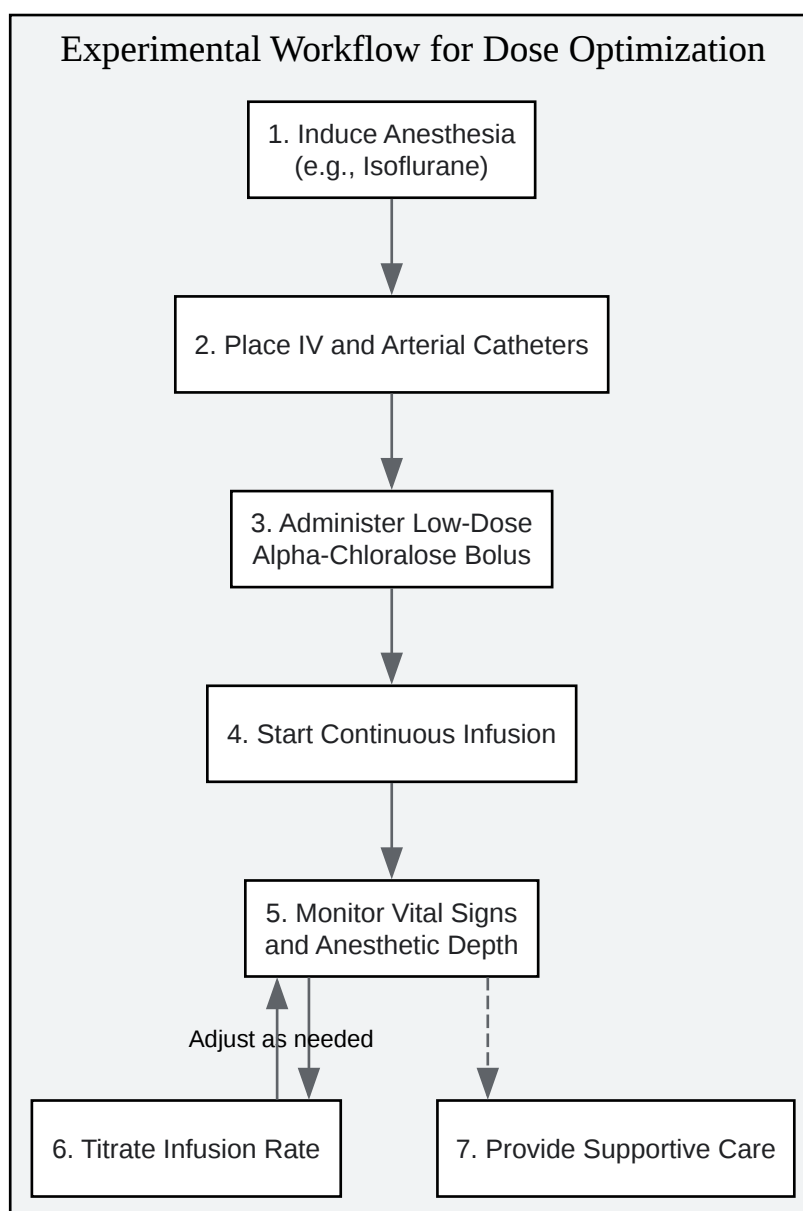 Experimental Workflow for Dose Optimization
1. Induce Anesthesia
(e.g., Isoflurane)
2. Place IV and Arterial Catheters
3. Administer Low-Dose
Alpha-Chloralose Bolus
4. Start Continuous Infusion
5. Monitor Vital Signs
and Anesthetic Depth
Adjust as needed
6. Titrate Infusion Rate
7. Provide Supportive Care